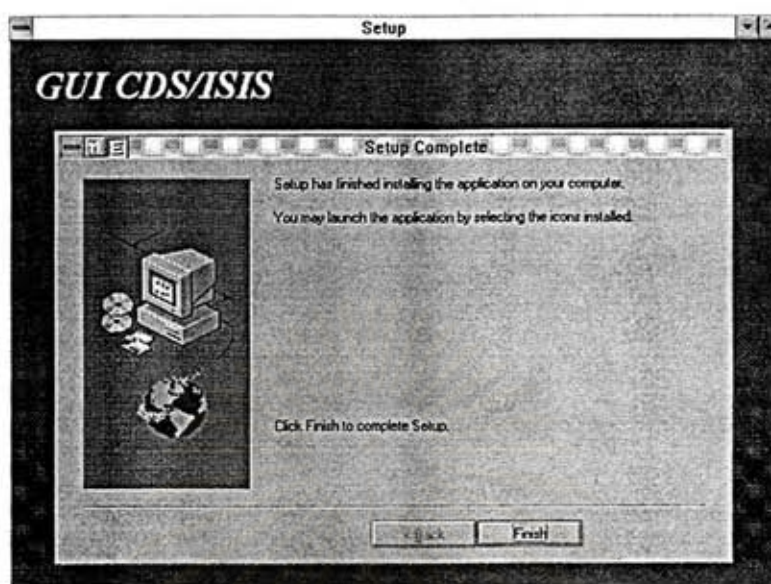 Setup
GUI CDS/ISIS
Setup Complete
Setup has finished installing the application on your computer.
You may launch the application by selecting the icons installed.
Click Finish to complete Setup.
< Back
Finish